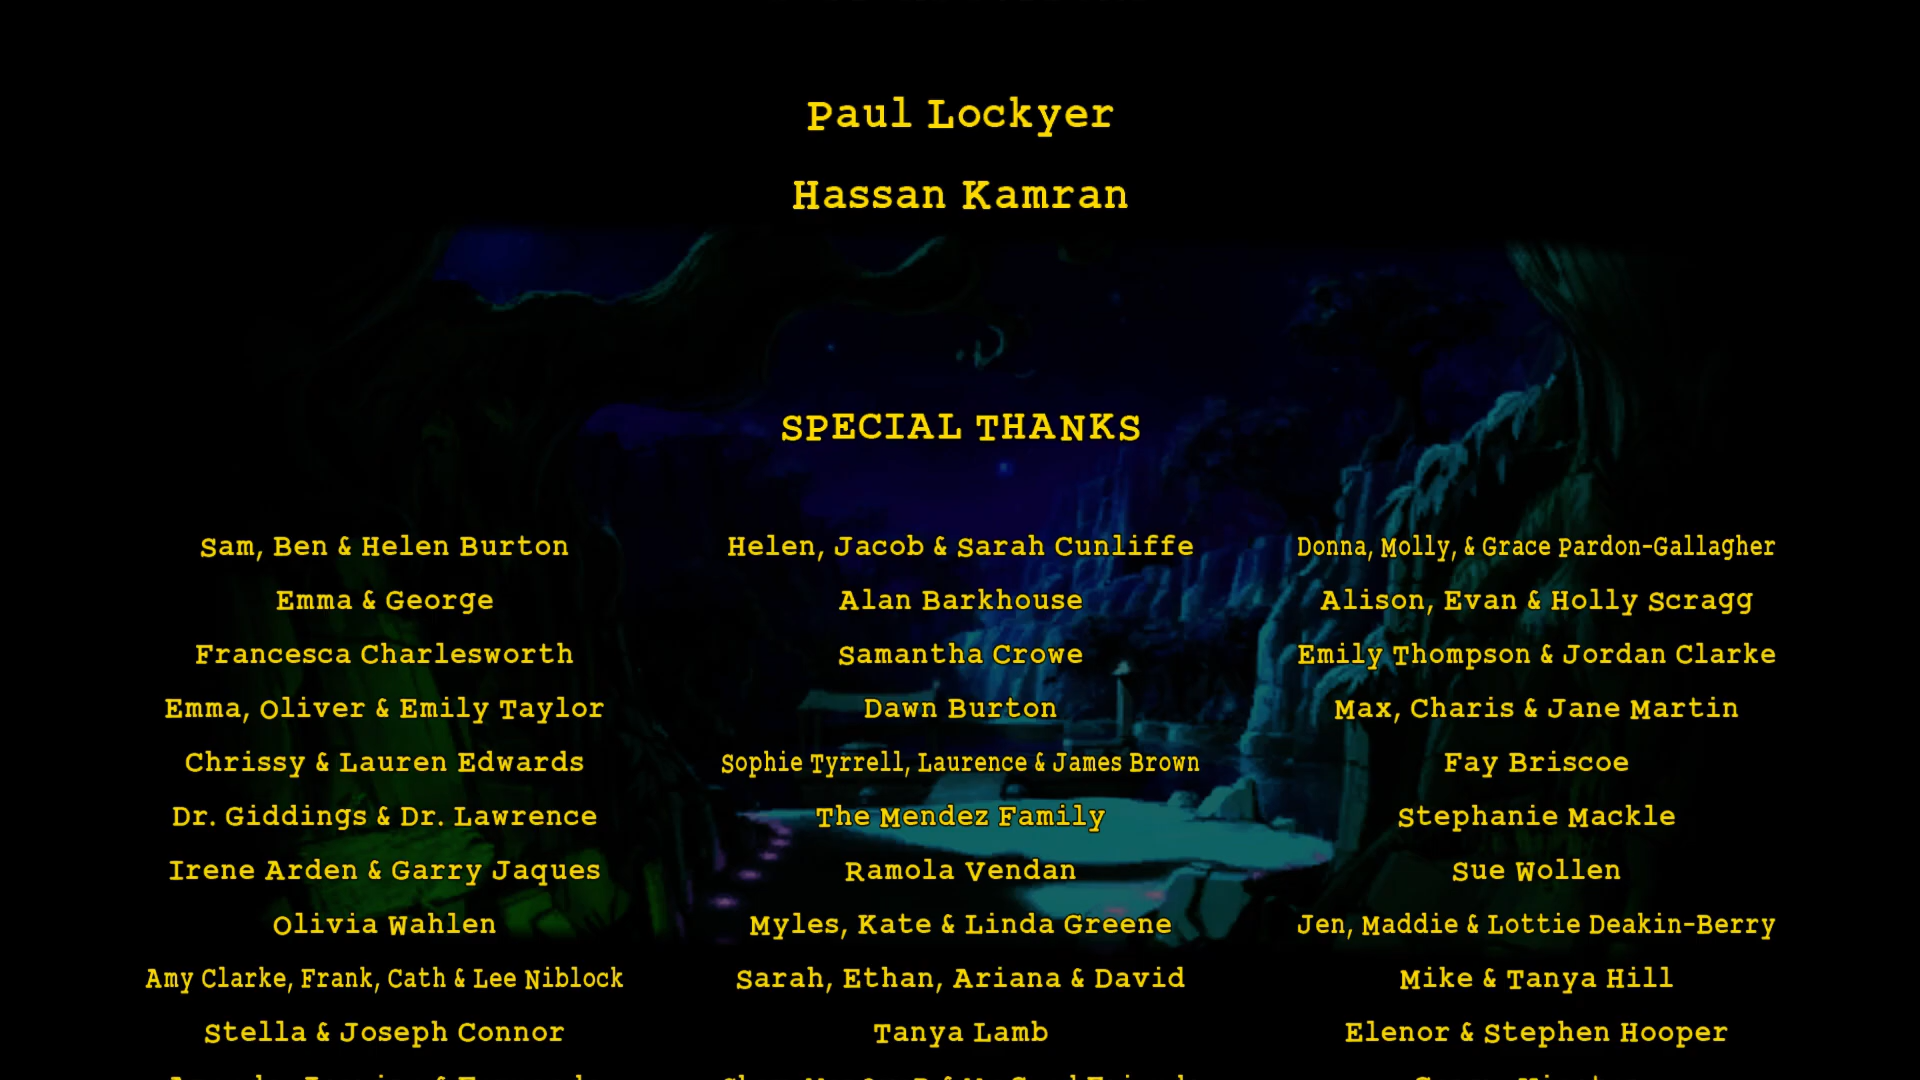 Paul Lockyer
Hassan Kamran
SPECIAL THANKS
Sam, Ben & Helen Burton
Helen, Jacob & Sarah Cunliffe
Donna, Molly, & Grace Pardon-Gallagher
Emma & George
Alan Barkhouse
Alison, Evan & Holly Scragg
Francesca Charlesworth
Samantha Crowe
Emily Thompson & Jordan Clarke
Emma, Oliver & Emily Taylor
Dawn Burton
Max, Charis & Jane Martin
Chrissy & Lauren Edwards
Sophie Tyrrell, Laurence & James Brown
Fay Briscoe
Dr. Giddings & Dr. Lawrence
The Mendez Family
Stephanie Mackle
Irene Arden & Garry Jaques
Ramola Vendan
Sue Wollen
Olivia Wahlen
Myles, Kate & Linda Greene
Jen, Maddie & Lottie Deakin-Berry
Amy Clarke, Frank, Cath & Lee Niblock
Sarah, Ethan, Ariana & David
Mike & Tanya Hill
Stella & Joseph Connor
Tanya Lamb
Elenor & Stephen Hooper